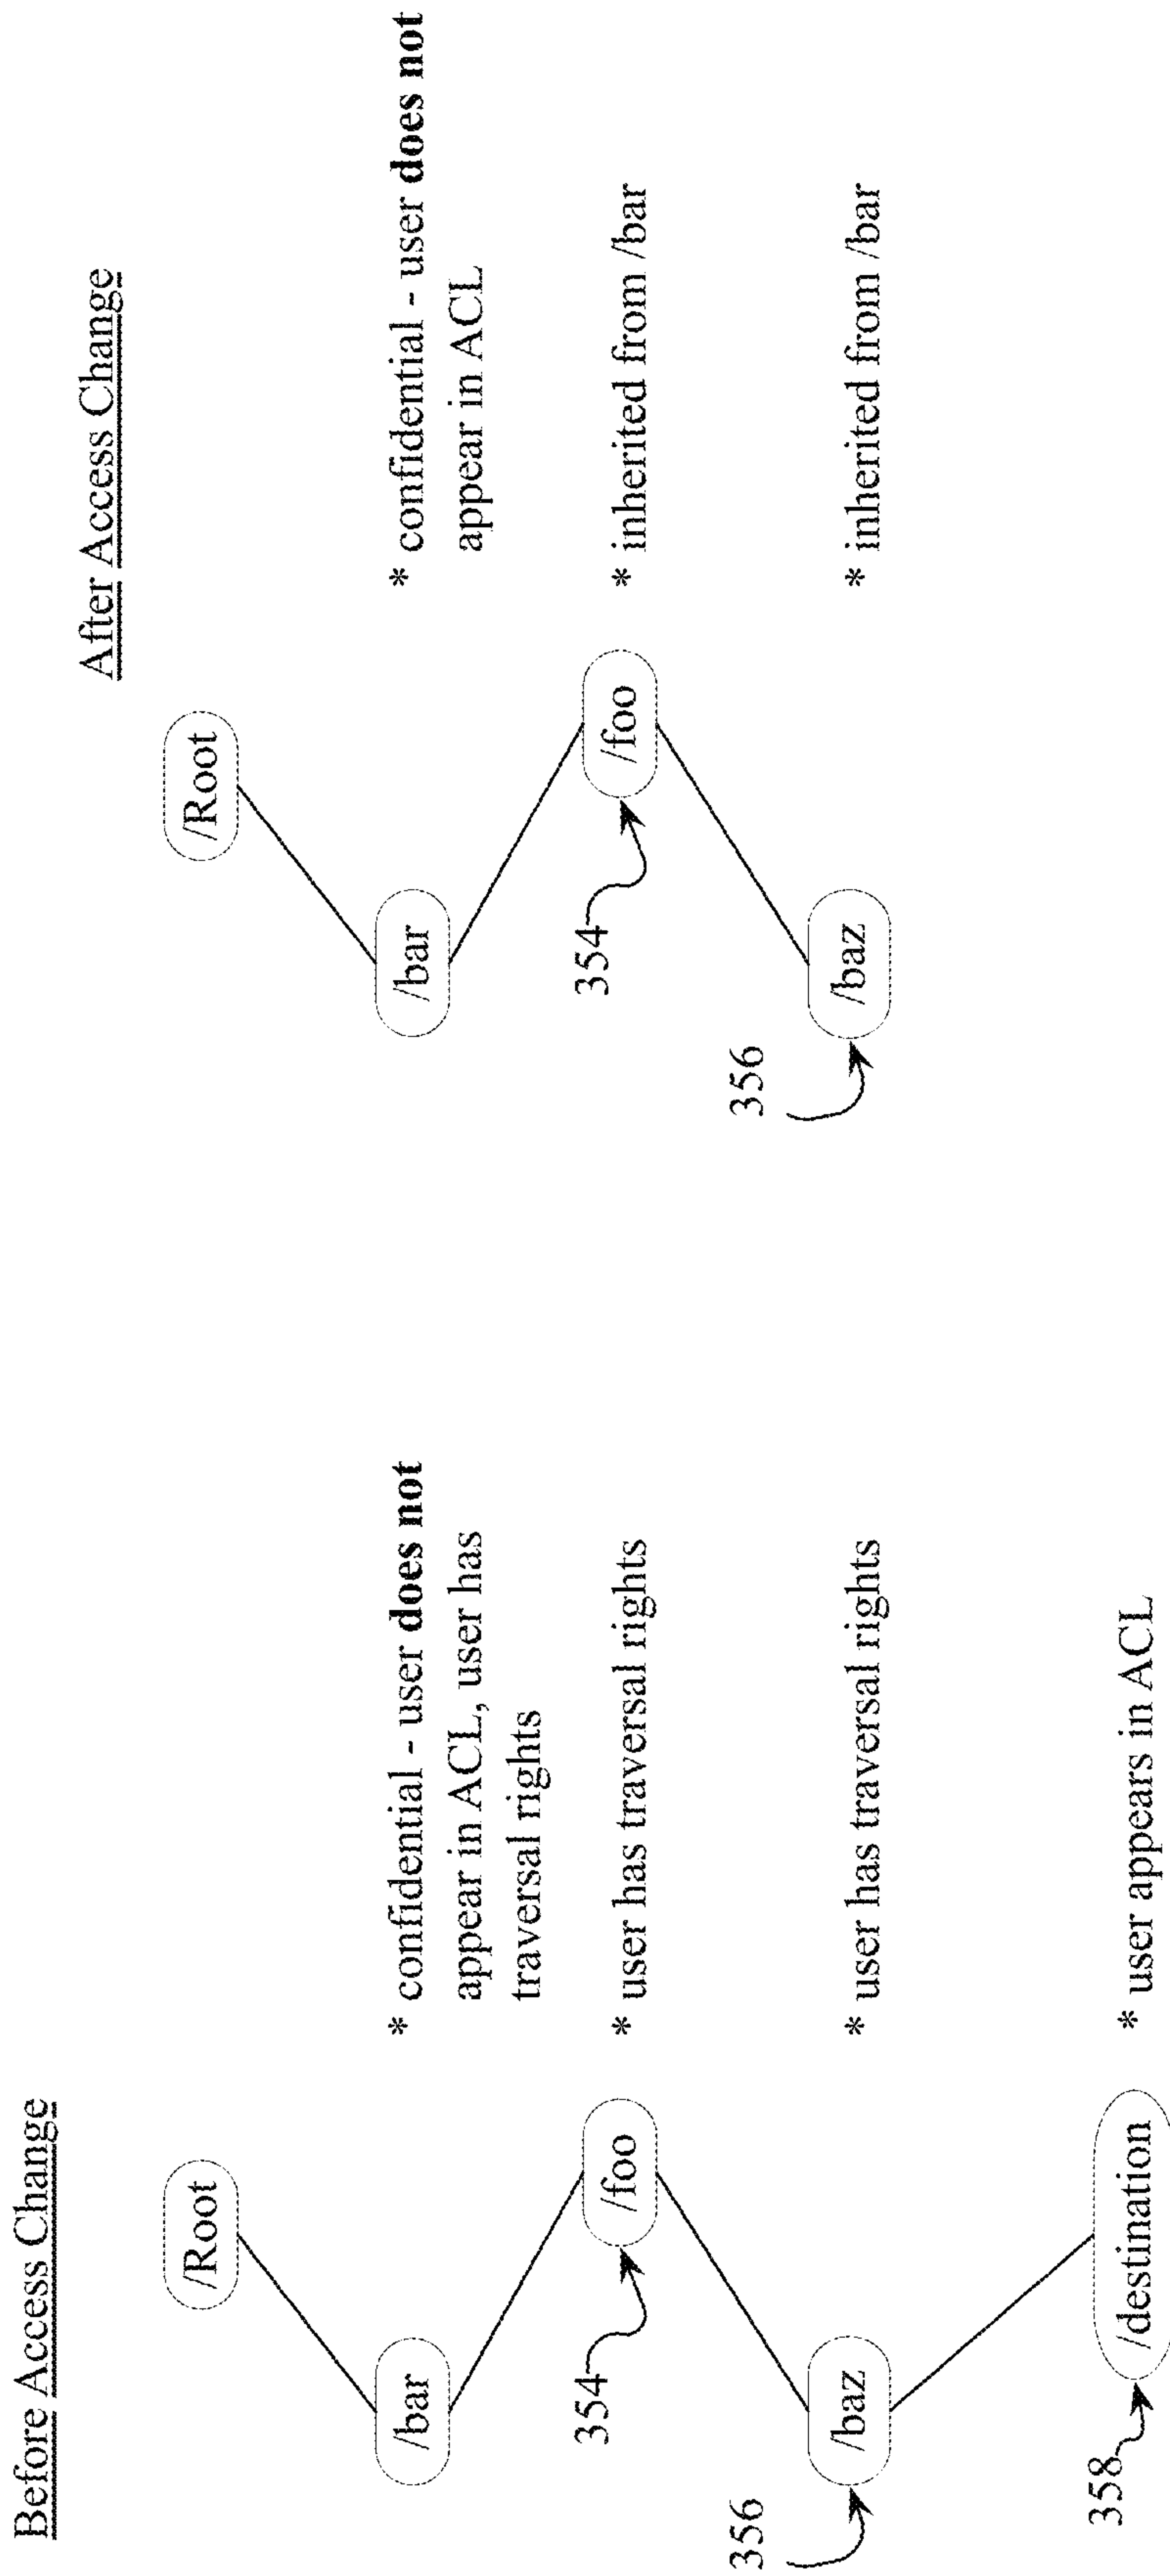 Before Access Change
/Root
/bar
* confidential - user does not
appear in ACL, user has
traversal rights
/foo
354
* user has traversal rights
/baz
356
* user has traversal rights
/destination
358
* user appears in ACL
After Access Change
/Root
/bar
* confidential - user does not
appear in ACL
/foo
354
* inherited from /bar
/baz
356
* inherited from /bar